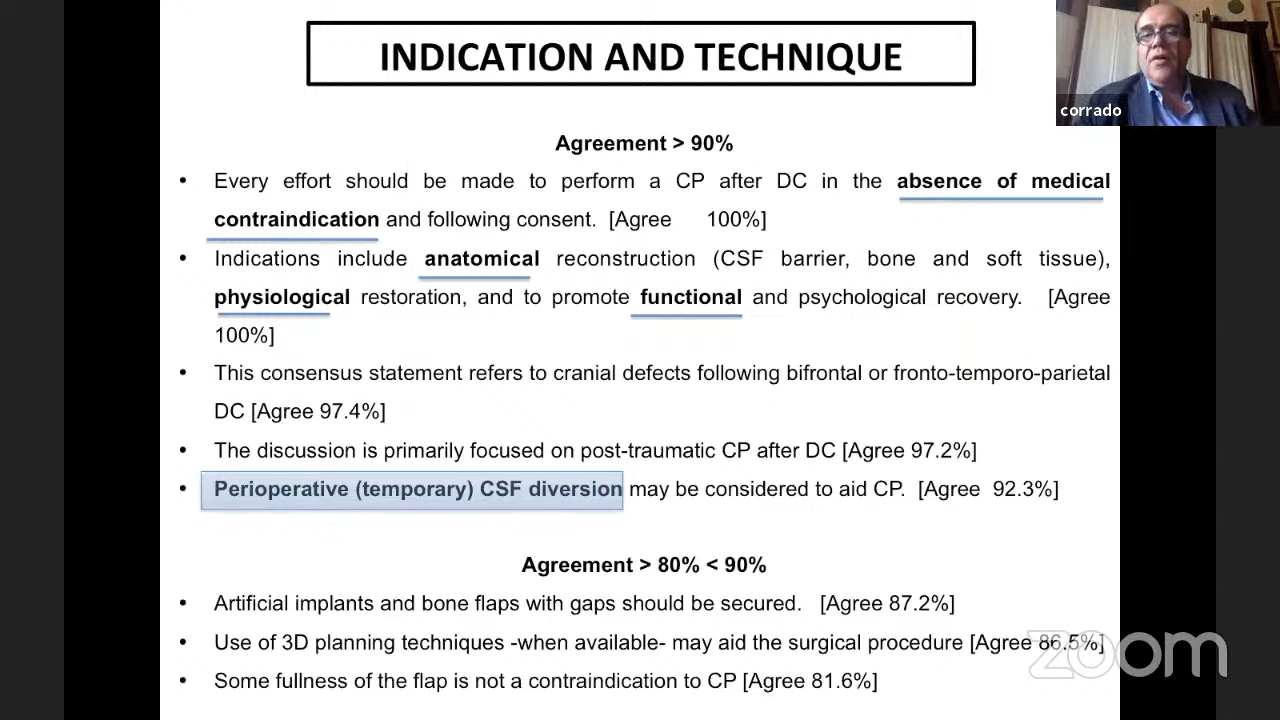 INDICATION AND TECHNIQUE
corrado
Agreement > 90%
• Every effort should be made to perform a CP after DC in the absence of medical
contraindication and following consent. [Agree 100%]
• Indications include anatomical reconstruction (CSF barrier, bone and soft tissue),
physiological restoration, and to promote functional and psychological recovery. [Agree
100%]
• This consensus statement refers to cranial defects following bifrontal or fronto-temporo-parietal
DC [Agree 97.4%]
• The discussion is primarily focused on post-traumatic CP after DC [Agree 97.2%]
• Perioperative (temporary) CSF diversion may be considered to aid CP. [Agree 92.3%]
Agreement > 80% < 90%
• Artificial implants and bone flaps with gaps should be secured. [Agree 87.2%]
• Use of 3D planning techniques -when available- may aid the surgical procedure [Agree 86.5%]
• Some fullness of the flap is not a contraindication to CP [Agree 81.6%]
zoom